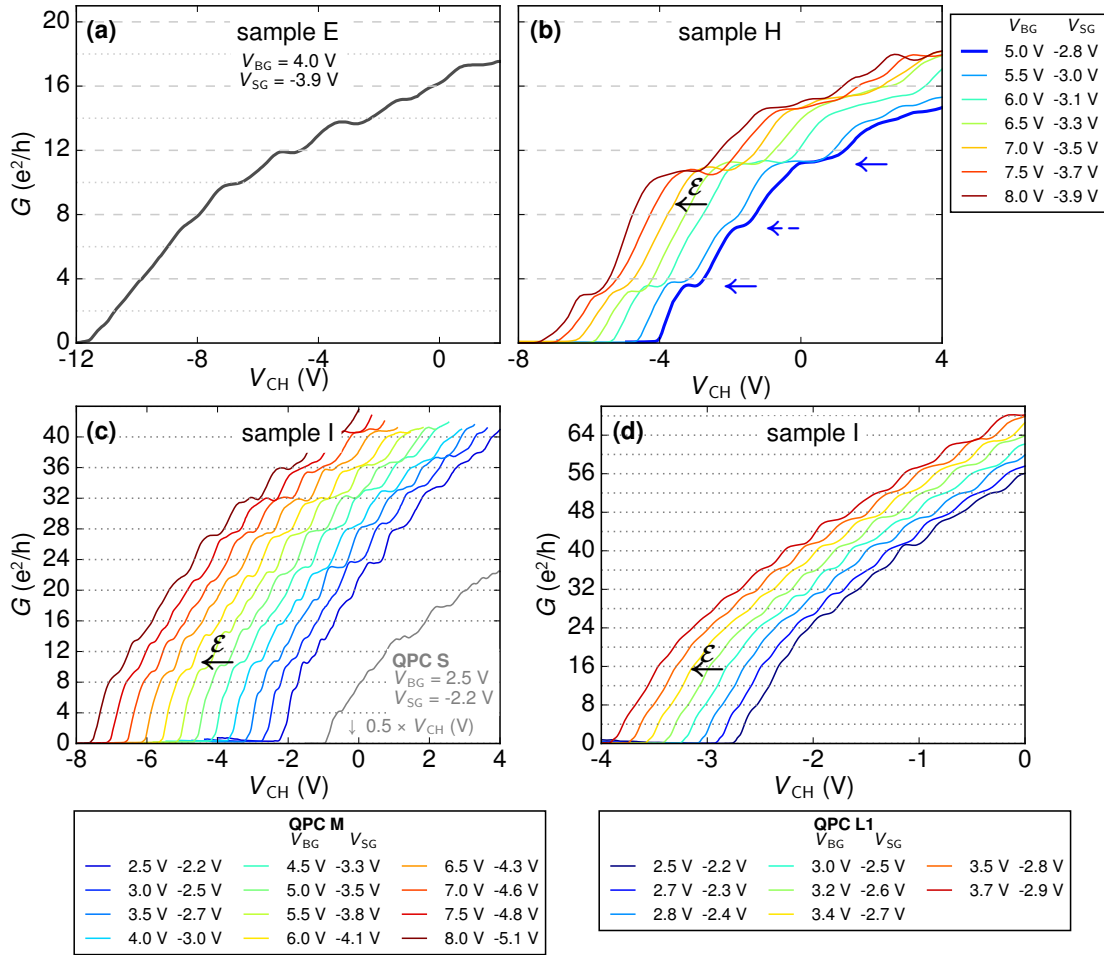 (a) sample E
V_BG = 4.0 V
V_SG = -3.9 V
20
16
12
8
4
0
G (e²/h)
-12 -8 -4 0
V_CH (V)
(b) sample H
ℰ
-8 -4 0 4
V_CH (V)
V_BG V_SG
5.0 V -2.8 V
5.5 V -3.0 V
6.0 V -3.1 V
6.5 V -3.3 V
7.0 V -3.5 V
7.5 V -3.7 V
8.0 V -3.9 V
(c) sample I
40
36
32
28
24
20
16
12
8
4
0
G (e²/h)
ℰ
QPC S
V_BG = 2.5 V
V_SG = -2.2 V
↓ 0.5 × V_CH (V)
-8 -6 -4 -2 0 2 4
V_CH (V)
(d) sample I
64
52
40
28
16
4
0
G (e²/h)
ℰ
-4 -3 -2 -1 0
V_CH (V)
QPC M
V_BG V_SG
2.5 V -2.2 V 4.5 V -3.3 V 6.5 V -4.3 V
3.0 V -2.5 V 5.0 V -3.5 V 7.0 V -4.6 V
3.5 V -2.7 V 5.5 V -3.8 V 7.5 V -4.8 V
4.0 V -3.0 V 6.0 V -4.1 V 8.0 V -5.1 V
QPC L1
V_BG V_SG
2.5 V -2.2 V 3.0 V -2.5 V 3.5 V -2.8 V
2.7 V -2.3 V 3.2 V -2.6 V 3.7 V -2.9 V
2.8 V -2.4 V 3.4 V -2.7 V